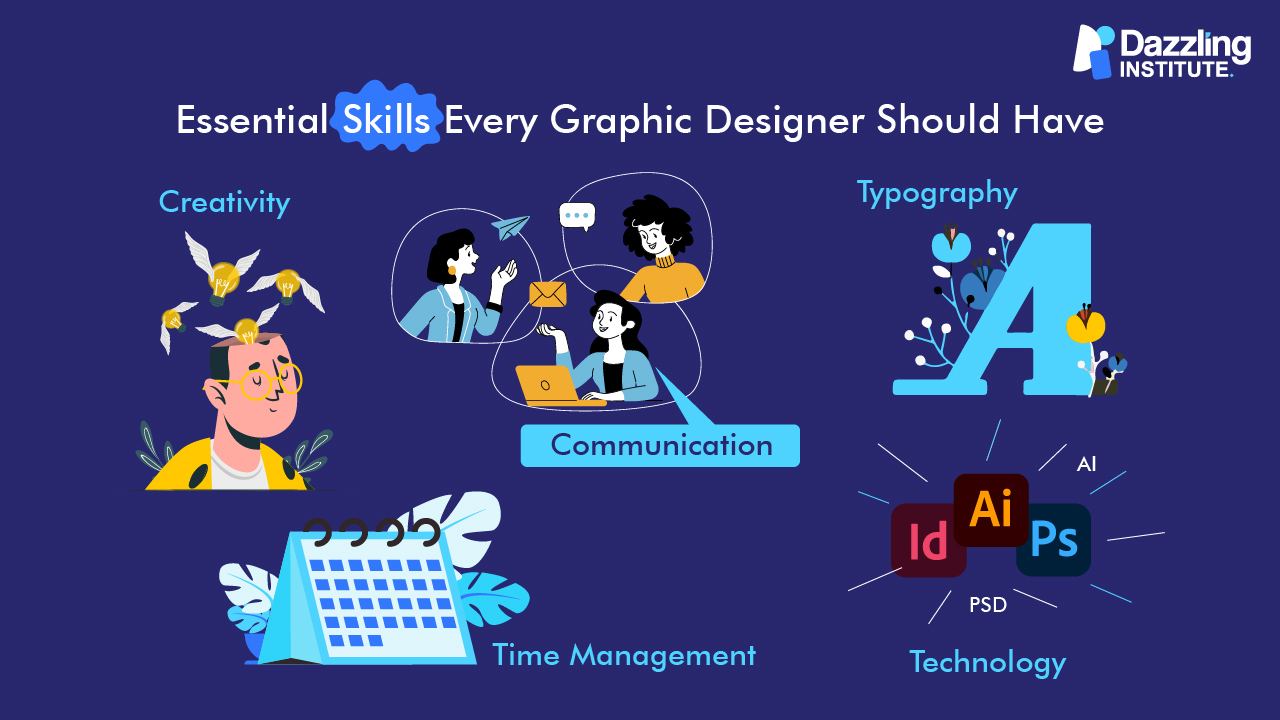 Dazzling
INSTITUTE.
Essential Skills Every Graphic Designer Should Have
Creativity
Typography
Communication
AI
Id
Ai
Ps
PSD
Time Management
Technology